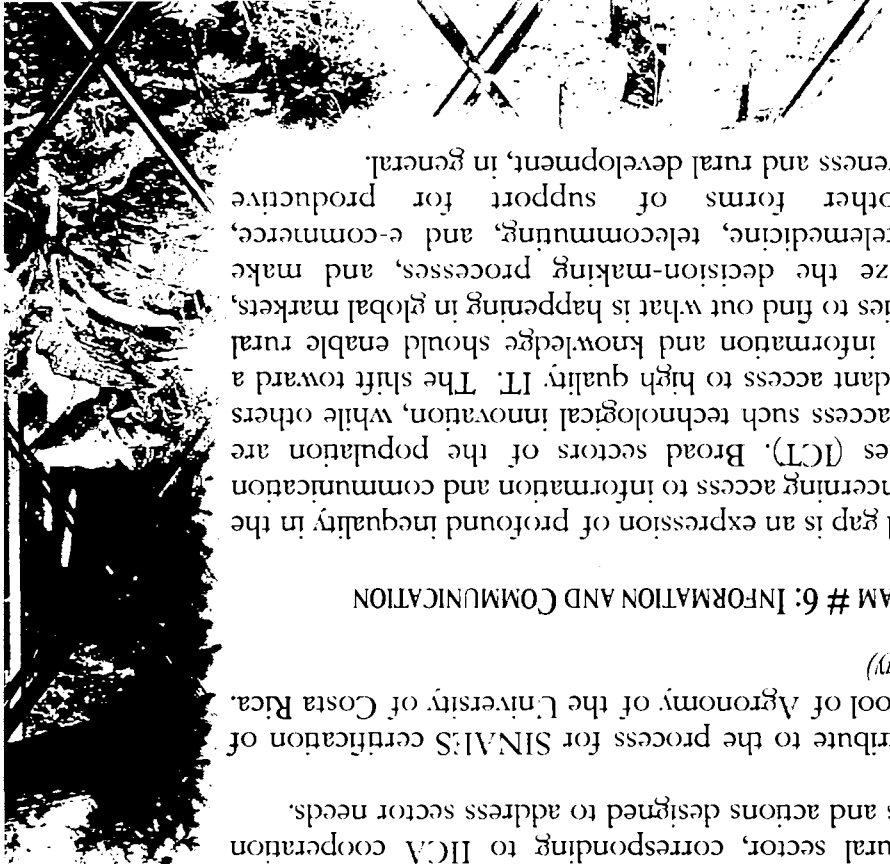 ural sector, corresponding to IICA cooperation
s and actions designed to address sector needs.
tribute to the process for SINAES certification of
ool of Agronomy of the University of Costa Rica.
gy)
AM # 6: INFORMATION AND COMMUNICATION
l gap is an expression of profound inequality in the
ncerning access to information and communication
es (ICT). Broad sectors of the population are
access such technological innovation, while others
dant access to high quality IT. The shift toward a
information and knowledge should enable rural
ies to find out what is happening in global markets,
ze the decision-making processes, and make
elemedicine, telecommuting, and e-commerce,
other forms of support for productive
eness and rural development, in general.